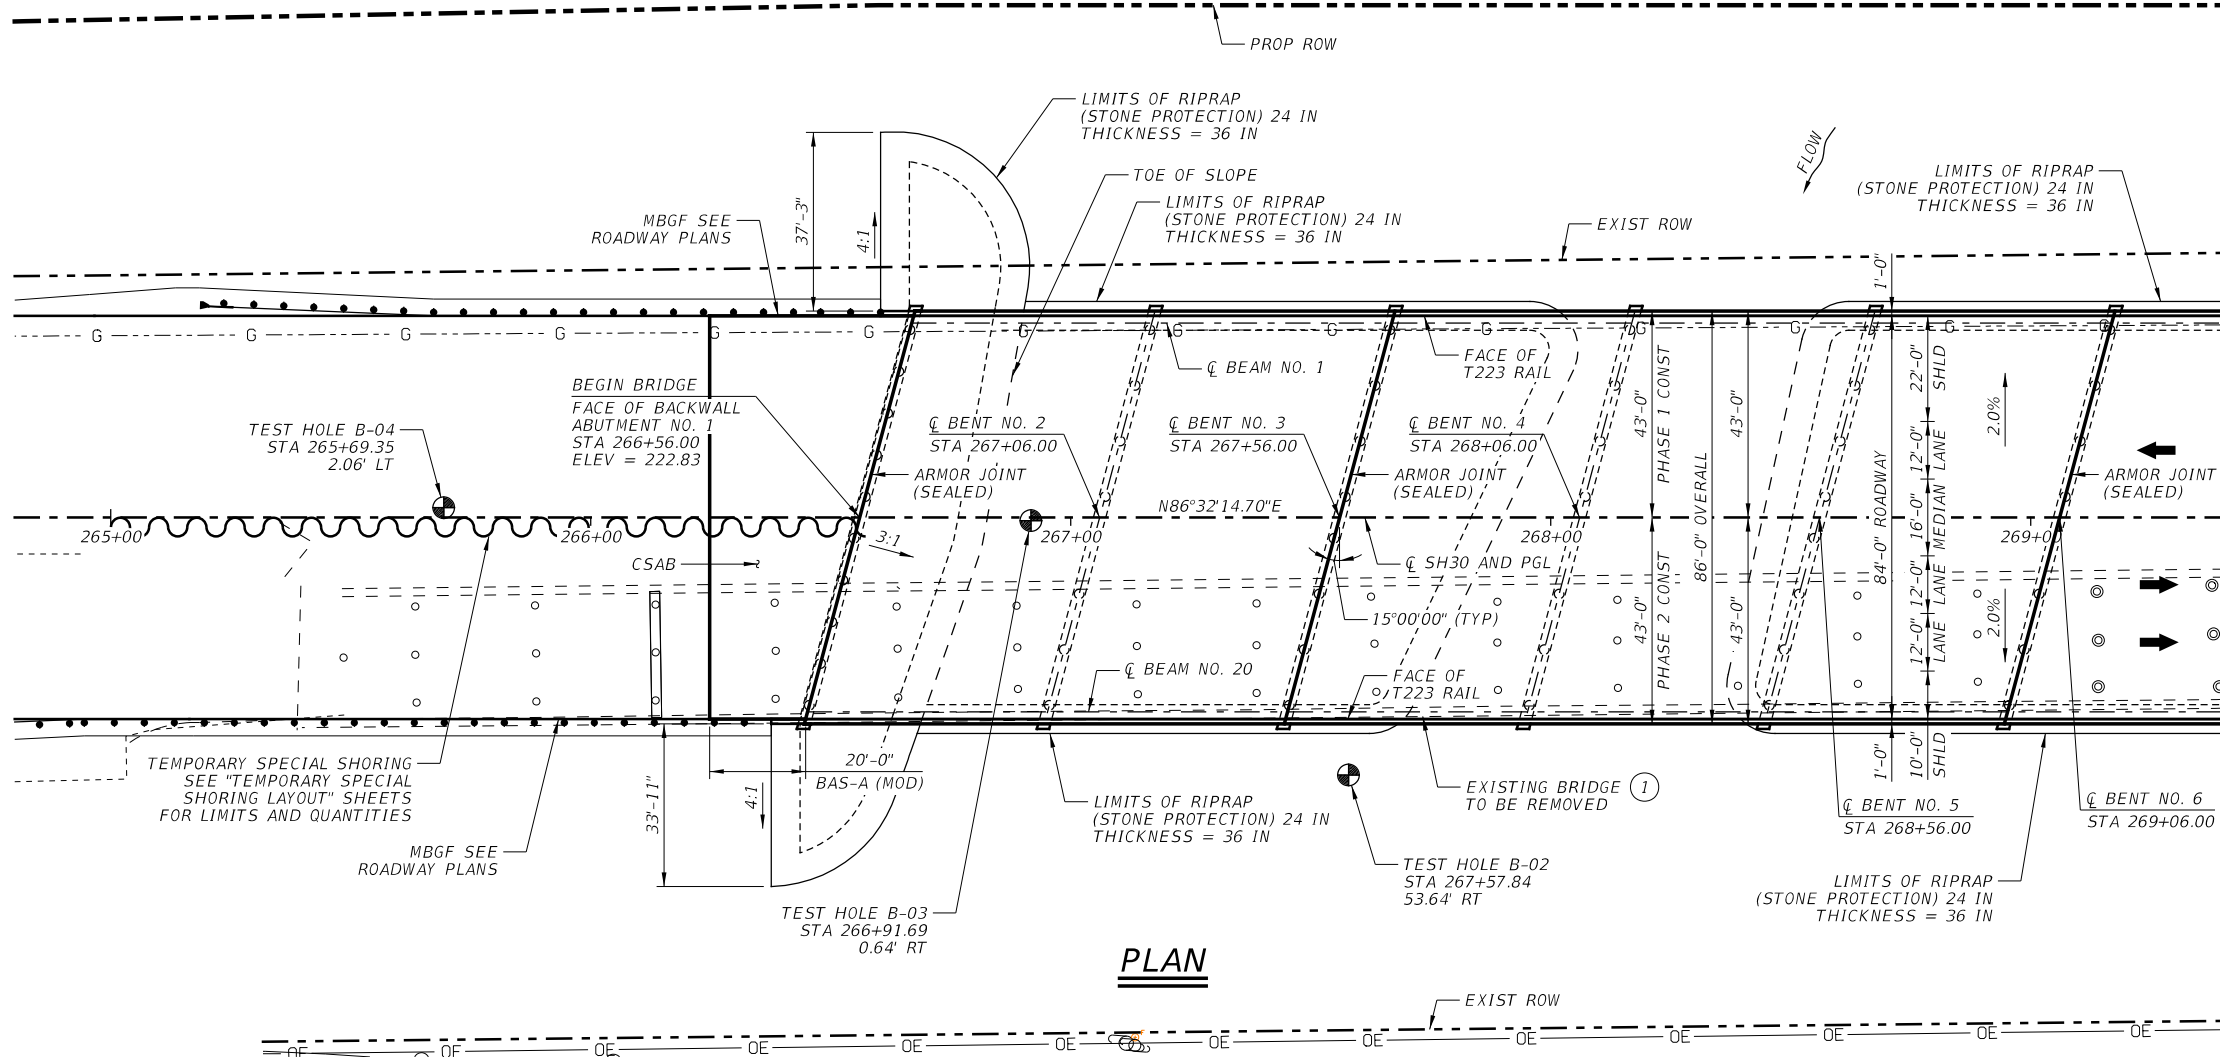 PROP ROW
LIMITS OF RIPRAP
(STONE PROTECTION) 24 IN
THICKNESS = 36 IN
TOE OF SLOPE
LIMITS OF RIPRAP
(STONE PROTECTION) 24 IN
THICKNESS = 36 IN
FLOW
LIMITS OF RIPRAP
(STONE PROTECTION) 24 IN
THICKNESS = 36 IN
MBGF SEE
ROADWAY PLANS
37'-3"
4:1
EXIST ROW
1'-0"
G G G G G G G G G G G G G G
℄ BEAM NO. 1
FACE OF
T223 RAIL
BEGIN BRIDGE
FACE OF BACKWALL
ABUTMENT NO. 1
STA 266+56.00
ELEV = 222.83
TEST HOLE B-04
STA 265+69.35
2.06' LT
℄ BENT NO. 2
STA 267+06.00
℄ BENT NO. 3
STA 267+56.00
℄ BENT NO. 4
STA 268+06.00
ARMOR JOINT
(SEALED)
ARMOR JOINT
(SEALED)
ARMOR JOINT
(SEALED)
43'-0"
PHASE 1 CONST
43'-0"
22'-0"
SHLD
12'-0"
LANE
16'-0"
MEDIAN
12'-0"
LANE
12'-0"
LANE
10'-0"
SHLD
2.0%
2.0%
86'-0" OVERALL
84'-0" ROADWAY
43'-0"
PHASE 2 CONST
43'-0"
1'-0"
N86°32'14.70"E
265+00
266+00
267+00
268+00
269+00
3:1
CSAB
℄ SH30 AND PGL
15°00'00" (TYP)
℄ BEAM NO. 20
FACE OF
T223 RAIL
TEMPORARY SPECIAL SHORING
SEE "TEMPORARY SPECIAL
SHORING LAYOUT" SHEETS
FOR LIMITS AND QUANTITIES
20'-0"
BAS-A (MOD)
33'-11"
4:1
MBGF SEE
ROADWAY PLANS
LIMITS OF RIPRAP
(STONE PROTECTION) 24 IN
THICKNESS = 36 IN
EXISTING BRIDGE 1
TO BE REMOVED
℄ BENT NO. 5
STA 268+56.00
℄ BENT NO. 6
STA 269+06.00
TEST HOLE B-02
STA 267+57.84
53.64' RT
TEST HOLE B-03
STA 266+91.69
0.64' RT
LIMITS OF RIPRAP
(STONE PROTECTION) 24 IN
THICKNESS = 36 IN
PLAN
EXIST ROW
OE OE OE OE OE OE OE OE OE OE OE OE OE